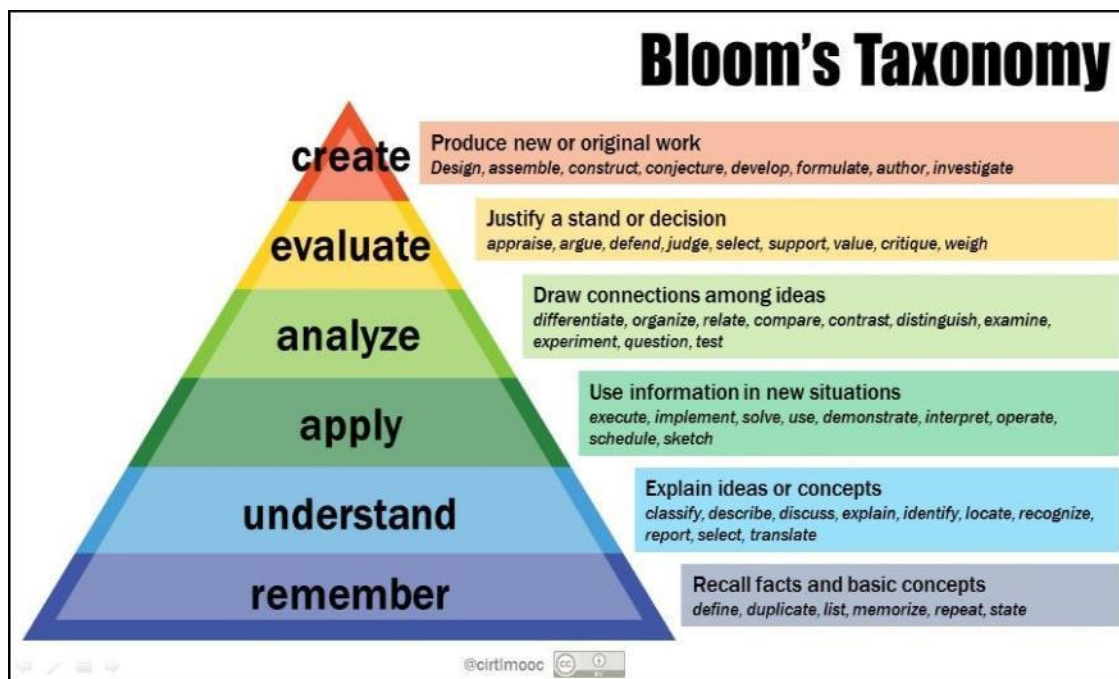 Bloom's Taxonomy
create
Produce new or original work
Design, assemble, construct, conjecture, develop, formulate, author, investigate
evaluate
Justify a stand or decision
appraise, argue, defend, judge, select, support, value, critique, weigh
analyze
Draw connections among ideas
differentiate, organize, relate, compare, contrast, distinguish, examine,
experiment, question, test
apply
Use information in new situations
execute, implement, solve, use, demonstrate, interpret, operate,
schedule, sketch
understand
Explain ideas or concepts
classify, describe, discuss, explain, identify, locate, recognize,
report, select, translate
remember
Recall facts and basic concepts
define, duplicate, list, memorize, repeat, state
@cirtlmooc
cc
BY